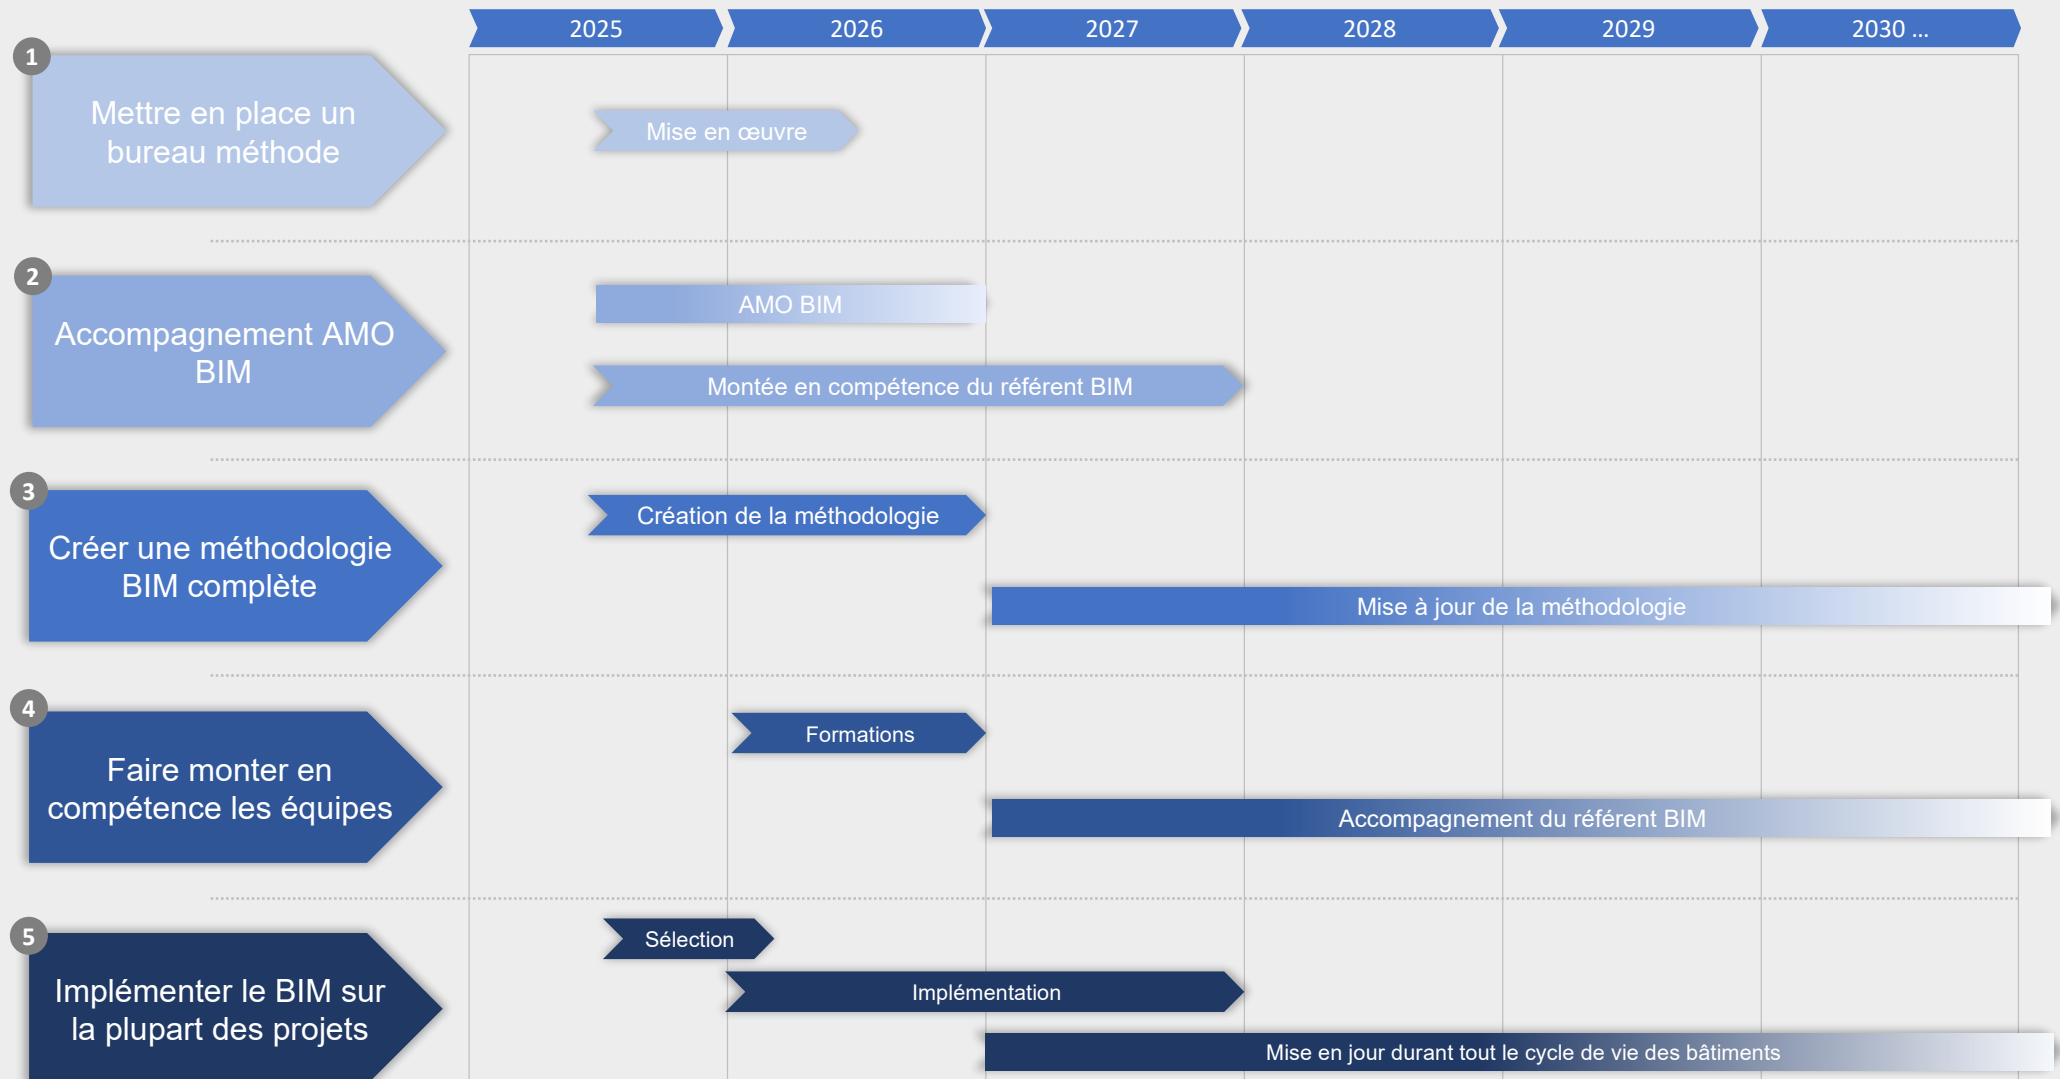 2025
2026
2027
2028
2029
2030 ...
1
Mettre en place un
bureau méthode
Mise en œuvre
2
Accompagnement AMO
BIM
AMO BIM
Montée en compétence du référent BIM
3
Créer une méthodologie
BIM complète
Création de la méthodologie
Mise à jour de la méthodologie
4
Faire monter en
compétence les équipes
Formations
Accompagnement du référent BIM
5
Implémenter le BIM sur
la plupart des projets
Sélection
Implémentation
Mise en jour durant tout le cycle de vie des bâtiments